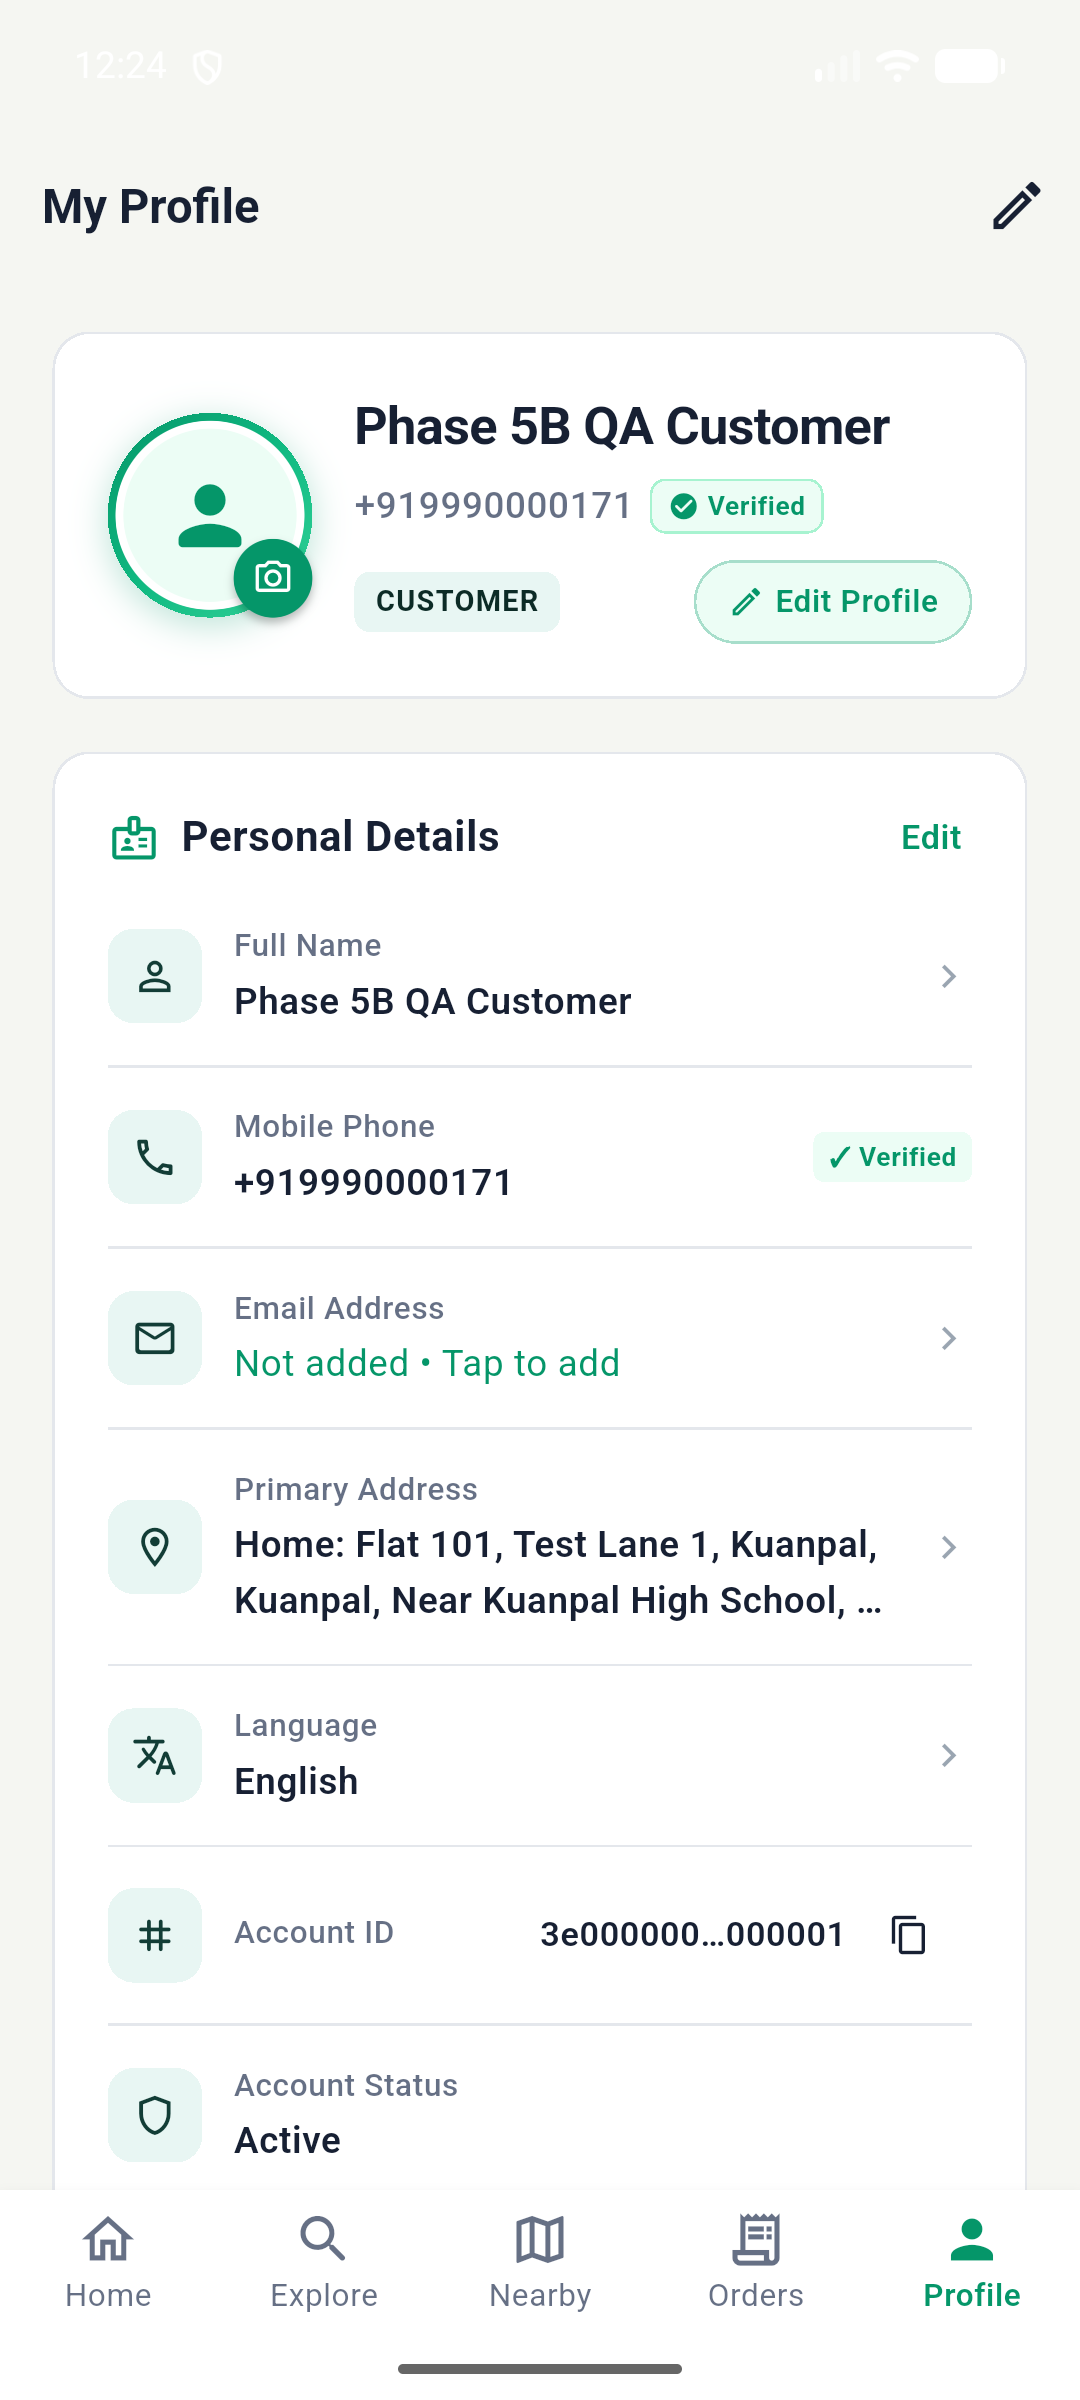 12:24
My Profile
Phase 5B QA Customer
+919990000171
Verified
CUSTOMER
Edit Profile
Personal Details
Edit
Full Name
Phase 5B QA Customer
Mobile Phone
+919990000171
✓ Verified
Email Address
Not added • Tap to add
Primary Address
Home: Flat 101, Test Lane 1, Kuanpal,
Kuanpal, Near Kuanpal High School, …
Language
English
Account ID
3e000000…000001
Account Status
Active
Home
Explore
Nearby
Orders
Profile